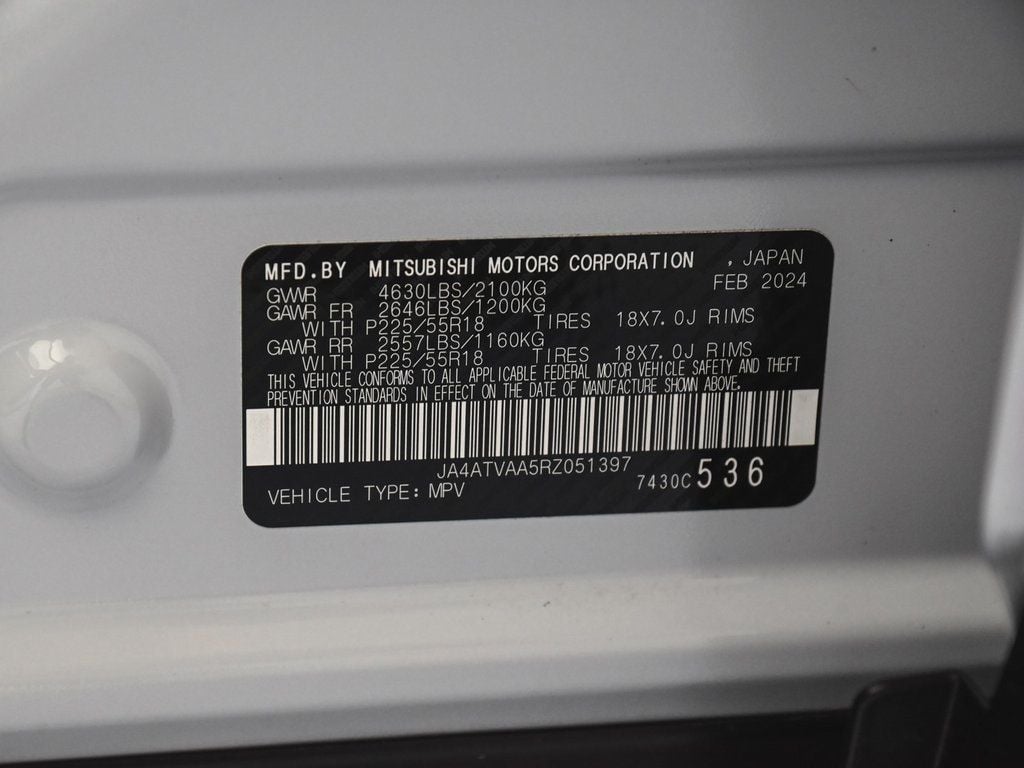 MFD.BY MITSUBISHI MOTORS CORPORATION , JAPAN
GVWR 4630LBS/2100KG FEB 2024
GAWR FR 2646LBS/1200KG
WITH P225/55R18 TIRES 18X7.0J RIMS
GAWR RR 2557LBS/1160KG
WITH P225/55R18 TIRES 18X7.0J RIMS
THIS VEHICLE CONFORMS TO ALL APPLICABLE FEDERAL MOTOR VEHICLE SAFETY AND THEFT
PREVENTION STANDARDS IN EFFECT ON THE DATE OF MANUFACTURE SHOWN ABOVE.
JA4ATVAA5RZ051397
VEHICLE TYPE: MPV 7430C 536